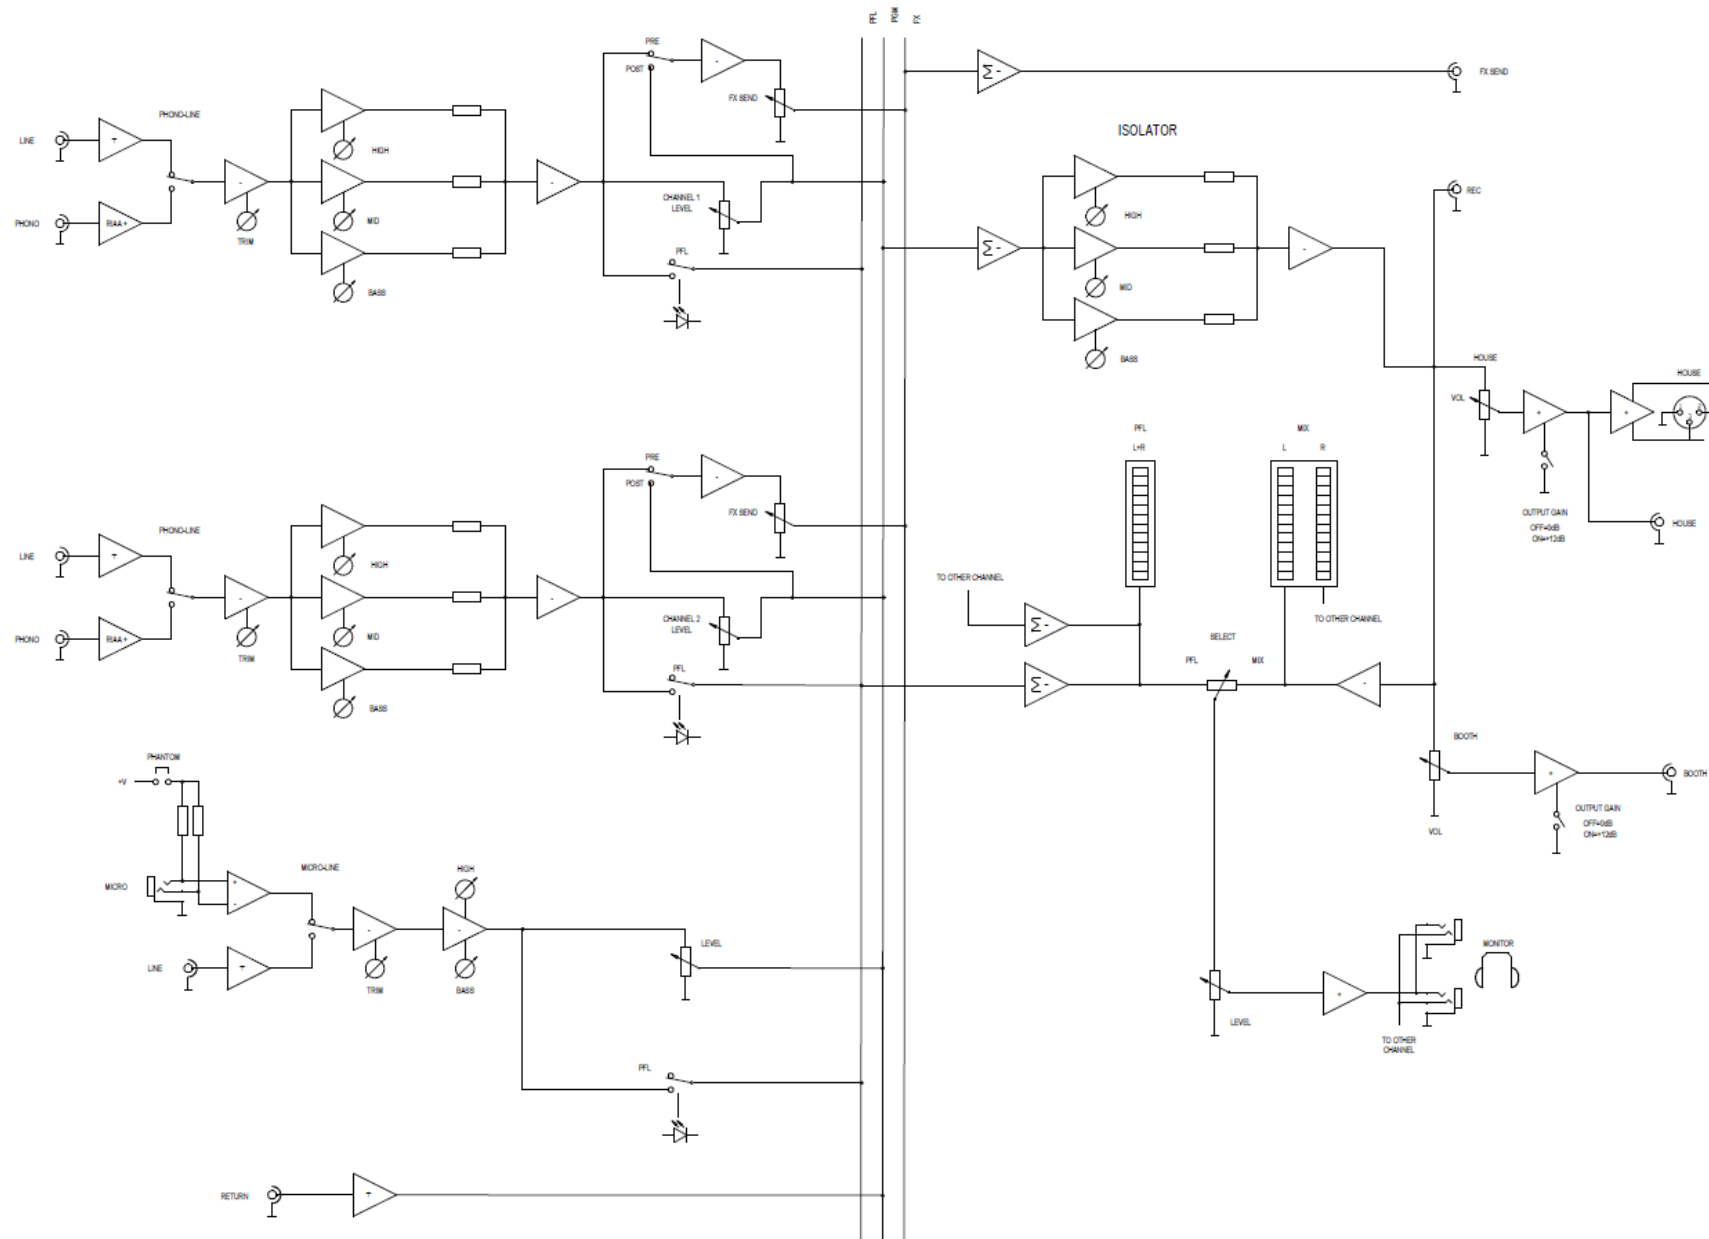 PFL
PGM
FX
PRE
POST
FX SEND
FX SEND
PHONO-LINE
LINE
ISOLATOR
HIGH
REC
MID
CHANNEL 1
LEVEL
PHONO
RIAA +
TRIM
HIGH
PFL
BASS
MID
BASS
HOUSE
HOUSE
VOL
PFL
L+R
MIX
L R
PRE
POST
FX SEND
OUTPUT GAIN
OFF=0dB
ON=+12dB
HOUSE
PHONO-LINE
LINE
HIGH
TO OTHER CHANNEL
TO OTHER CHANNEL
CHANNEL 2
LEVEL
PHONO
RIAA +
MID
TRIM
SELECT
PFL
MIX
PFL
BASS
BOOTH
PHANTOM
+V
BOOTH
OUTPUT GAIN
OFF=0dB
ON=+12dB
VOL
MICRO-LINE
HIGH
MICRO
LEVEL
MONITOR
LINE
TRIM
BASS
LEVEL
TO OTHER
CHANNEL
PFL
RETURN